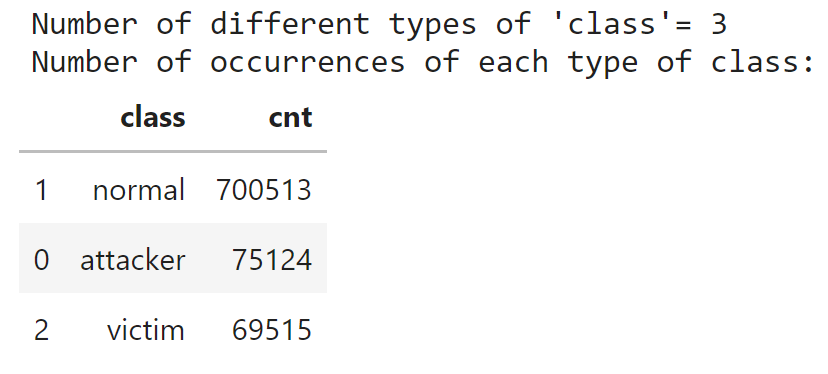 Number of different types of 'class'= 3
Number of occurrences of each type of class:
class cnt
1 normal 700513
0 attacker 75124
2 victim 69515